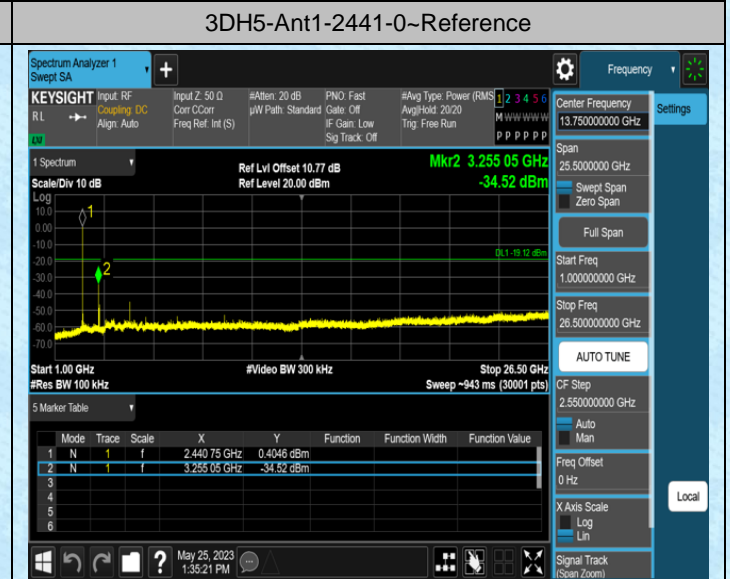 3DH5-Ant1-2441-0~Reference
Spectrum Analyzer 1
Swept SA
+
Frequency
Settings
KEYSIGHT
RL
Input: RF
Coupling: DC
Align: Auto
Input Z: 50 Ω
Corr CCorr
Freq Ref: Int (S)
#Atten: 20 dB
µW Path: Standard
PNO: Fast
Gate: Off
IF Gain: Low
Sig Track: Off
#Avg Type: Power (RMS
Avg|Hold: 20/20
Trig: Free Run
1 2 3 4 5 6
M W W W W W
P P P P P P
1 Spectrum
Scale/Div 10 dB
Log
Ref Lvl Offset 10.77 dB
Ref Level 20.00 dBm
Mkr2 3.255 05 GHz
-34.52 dBm
10.0
0.00
-10.0
-20.0
-30.0
-40.0
-50.0
-60.0
-70.0
1
2
DL1 -19.12 dBm
Start 1.00 GHz
#Res BW 100 kHz
#Video BW 300 kHz
Stop 26.50 GHz
Sweep ~943 ms (30001 pts)
5 Marker Table
Mode Trace Scale X Y Function Function Width Function Value
1 N 1 f 2.440 75 GHz 0.4046 dBm
2 N 1 f 3.255 05 GHz -34.52 dBm
3
4
5
6
Center Frequency
13.750000000 GHz
Span
25.5000000 GHz
Swept Span
Zero Span
Full Span
Start Freq
1.000000000 GHz
Stop Freq
26.500000000 GHz
AUTO TUNE
CF Step
2.550000000 GHz
Auto
Man
Freq Offset
0 Hz
X Axis Scale
Log
Lin
Signal Track
(Span Zoom)
Local
?
May 25, 2023
1:35:21 PM